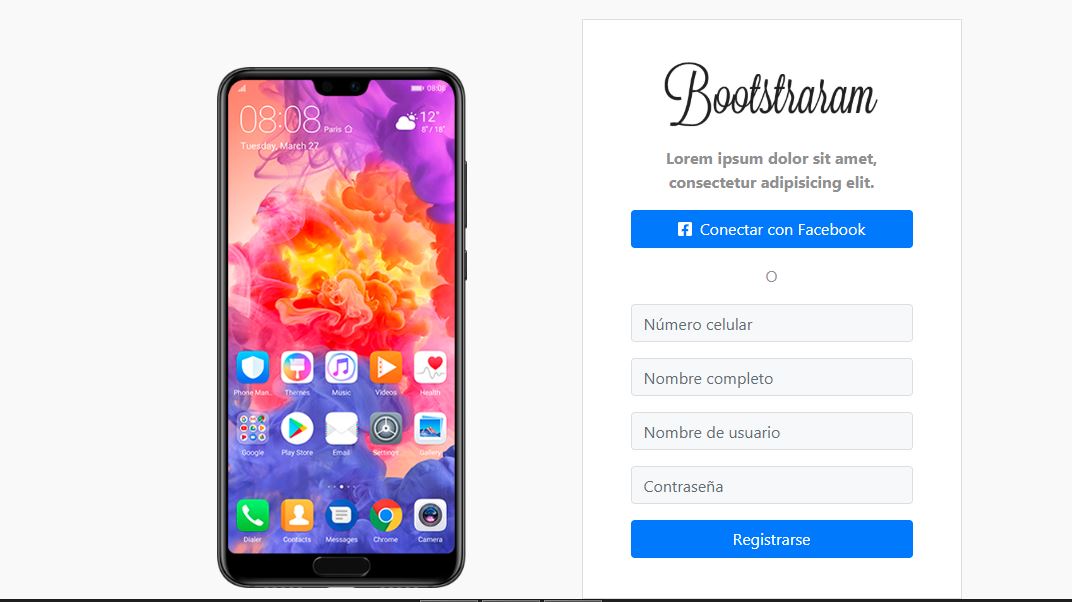 08:08
08:08
Paris
12°
8° / 18°
Tuesday, March 27
Phone Man...
Themes
Music
Videos
Health
Google
Play Store
Email
Settings
Gallery
Dialer
Contacts
Messages
Chrome
Camera
Bootstraram
Lorem ipsum dolor sit amet,
consectetur adipisicing elit.
Conectar con Facebook
O
Número celular
Nombre completo
Nombre de usuario
Contraseña
Registrarse